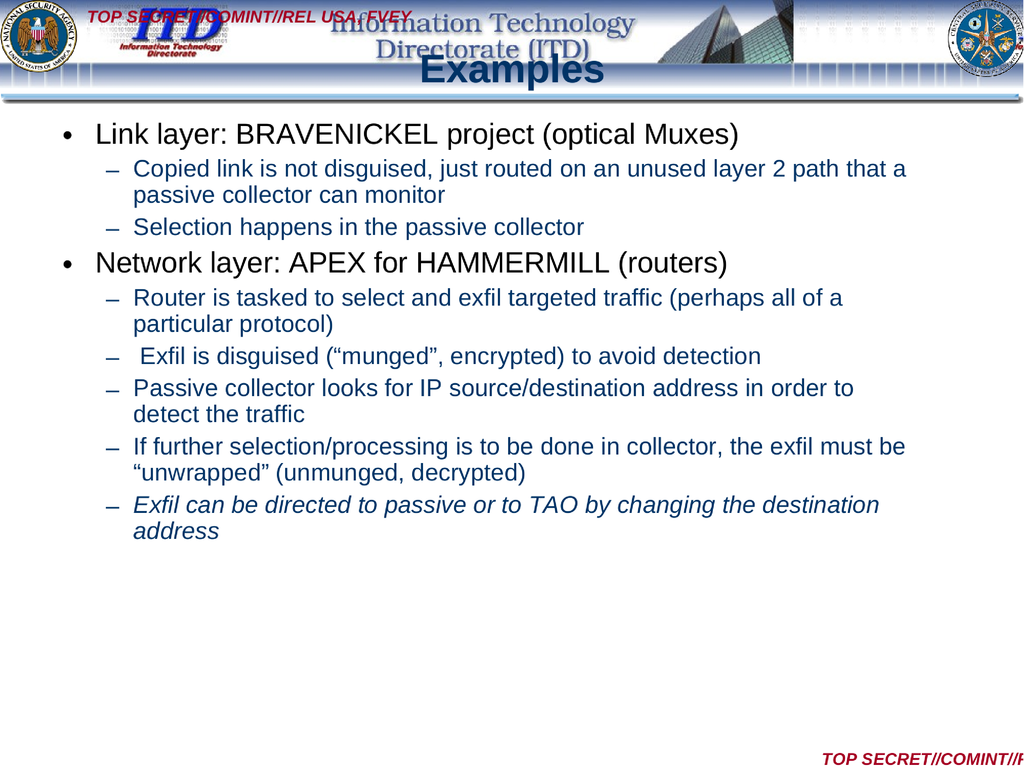 TOP SECRET//COMINT//REL USA, FVEY
ITD
Information Technology
Directorate
Information Technology
Directorate (ITD)
NATIONAL SECURITY AGENCY
UNITED STATES OF AMERICA
Examples
• Link layer: BRAVENICKEL project (optical Muxes)
– Copied link is not disguised, just routed on an unused layer 2 path that a
passive collector can monitor
– Selection happens in the passive collector
• Network layer: APEX for HAMMERMILL (routers)
– Router is tasked to select and exfil targeted traffic (perhaps all of a
particular protocol)
– Exfil is disguised (“munged”, encrypted) to avoid detection
– Passive collector looks for IP source/destination address in order to
detect the traffic
– If further selection/processing is to be done in collector, the exfil must be
“unwrapped” (unmunged, decrypted)
– Exfil can be directed to passive or to TAO by changing the destination
address
TOP SECRET//COMINT//